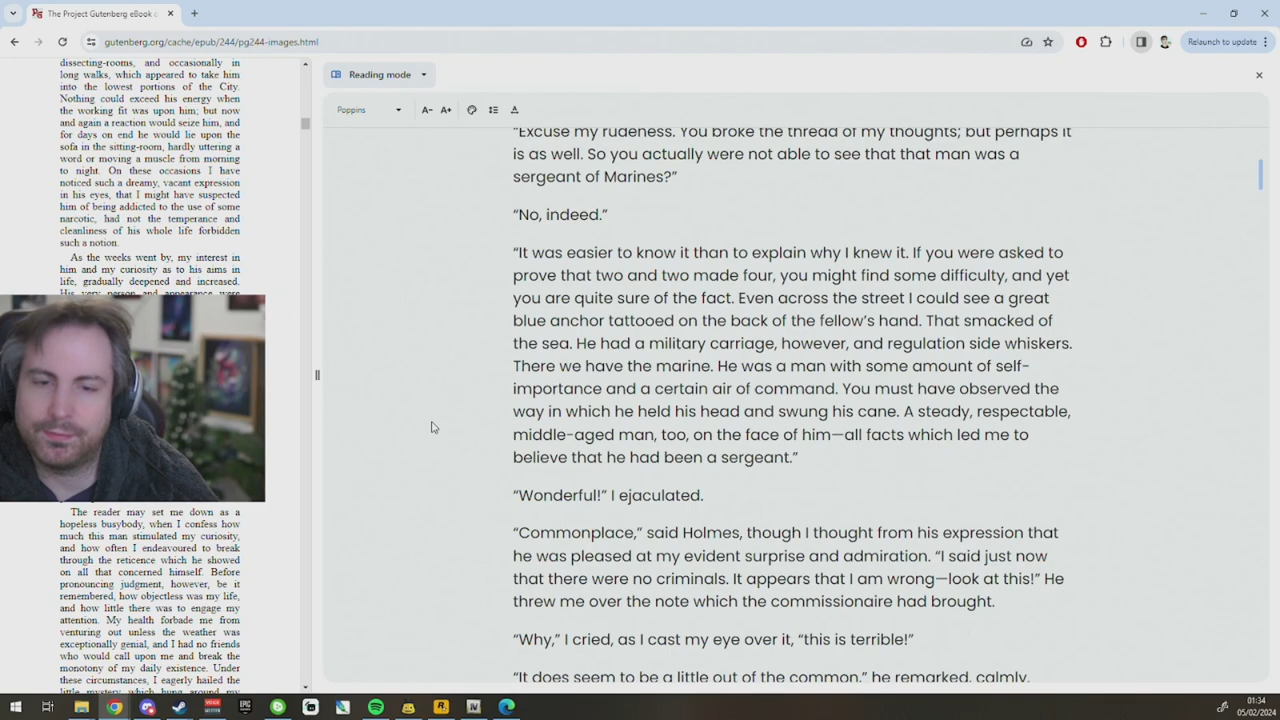 The Project Gutenberg eBook o
gutenberg.org/cache/epub/244/pg244-images.html
Relaunch to update
dissecting-rooms, and occasionally in
long walks, which appeared to take him
into the lowest portions of the City.
Nothing could exceed his energy when
the working fit was upon him; but now
and again a reaction would seize him, and
for days on end he would lie upon the
sofa in the sitting-room, hardly uttering a
word or moving a muscle from morning
to night. On these occasions I have
noticed such a dreamy, vacant expression
in his eyes, that I might have suspected
him of being addicted to the use of some
narcotic, had not the temperance and
cleanliness of his whole life forbidden
such a notion.
As the weeks went by, my interest in
him and my curiosity as to his aims in
life, gradually deepened and increased.
His very person and appearance were
The reader may set me down as a
hopeless busybody, when I confess how
much this man stimulated my curiosity,
and how often I endeavoured to break
through the reticence which he showed
on all that concerned himself. Before
pronouncing judgment, however, be it
remembered, how objectless was my life,
and how little there was to engage my
attention. My health forbade me from
venturing out unless the weather was
exceptionally genial, and I had no friends
who would call upon me and break the
monotony of my daily existence. Under
these circumstances, I eagerly hailed the
little mystery which hung around my
Reading mode
Poppins
A- A+
“Excuse my rudeness. You broke the thread of my thoughts; but perhaps it
is as well. So you actually were not able to see that that man was a
sergeant of Marines?”
“No, indeed.”
“It was easier to know it than to explain why I knew it. If you were asked to
prove that two and two made four, you might find some difficulty, and yet
you are quite sure of the fact. Even across the street I could see a great
blue anchor tattooed on the back of the fellow’s hand. That smacked of
the sea. He had a military carriage, however, and regulation side whiskers.
There we have the marine. He was a man with some amount of self-
importance and a certain air of command. You must have observed the
way in which he held his head and swung his cane. A steady, respectable,
middle-aged man, too, on the face of him—all facts which led me to
believe that he had been a sergeant.”
“Wonderful!” I ejaculated.
“Commonplace,” said Holmes, though I thought from his expression that
he was pleased at my evident surprise and admiration. “I said just now
that there were no criminals. It appears that I am wrong—look at this!” He
threw me over the note which the commissionaire had brought.
“Why,” I cried, as I cast my eye over it, “this is terrible!”
“It does seem to be a little out of the common,” he remarked, calmly.
01:34
05/02/2024